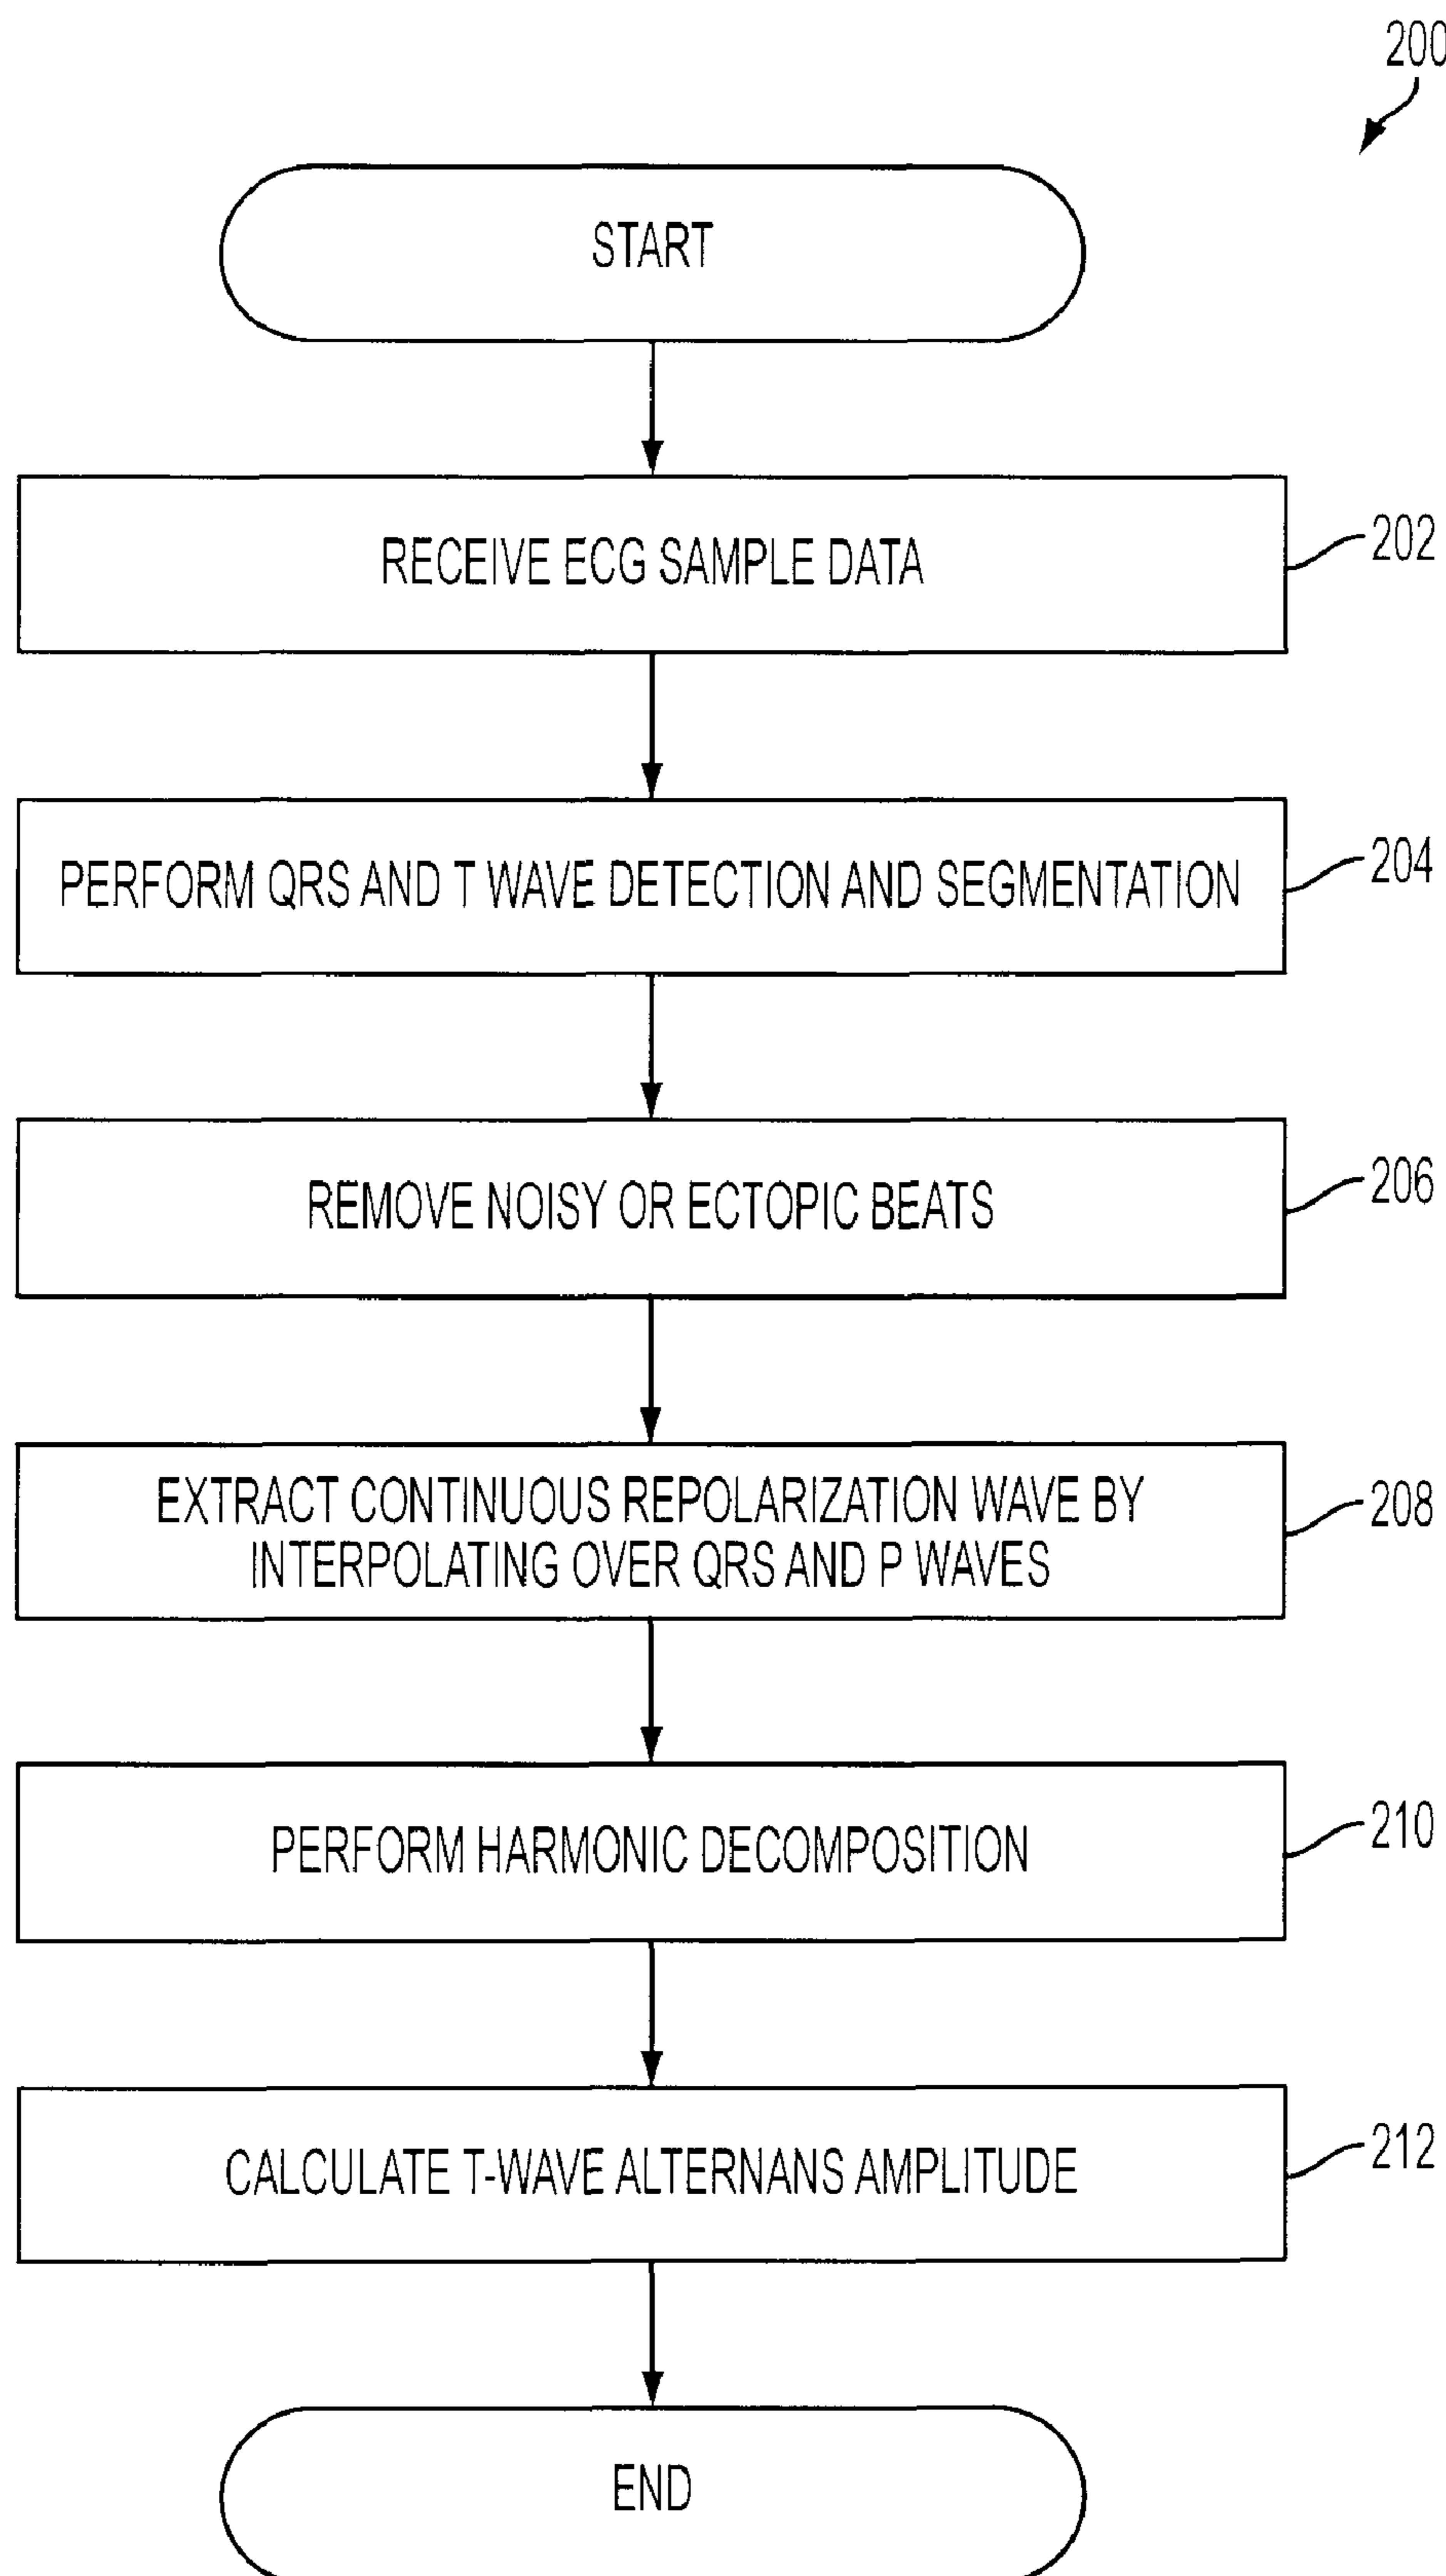 200
START
RECEIVE ECG SAMPLE DATA
202
PERFORM QRS AND T WAVE DETECTION AND SEGMENTATION
204
REMOVE NOISY OR ECTOPIC BEATS
206
EXTRACT CONTINUOUS REPOLARIZATION WAVE BY
INTERPOLATING OVER QRS AND P WAVES
208
PERFORM HARMONIC DECOMPOSITION
210
CALCULATE T-WAVE ALTERNANS AMPLITUDE
212
END